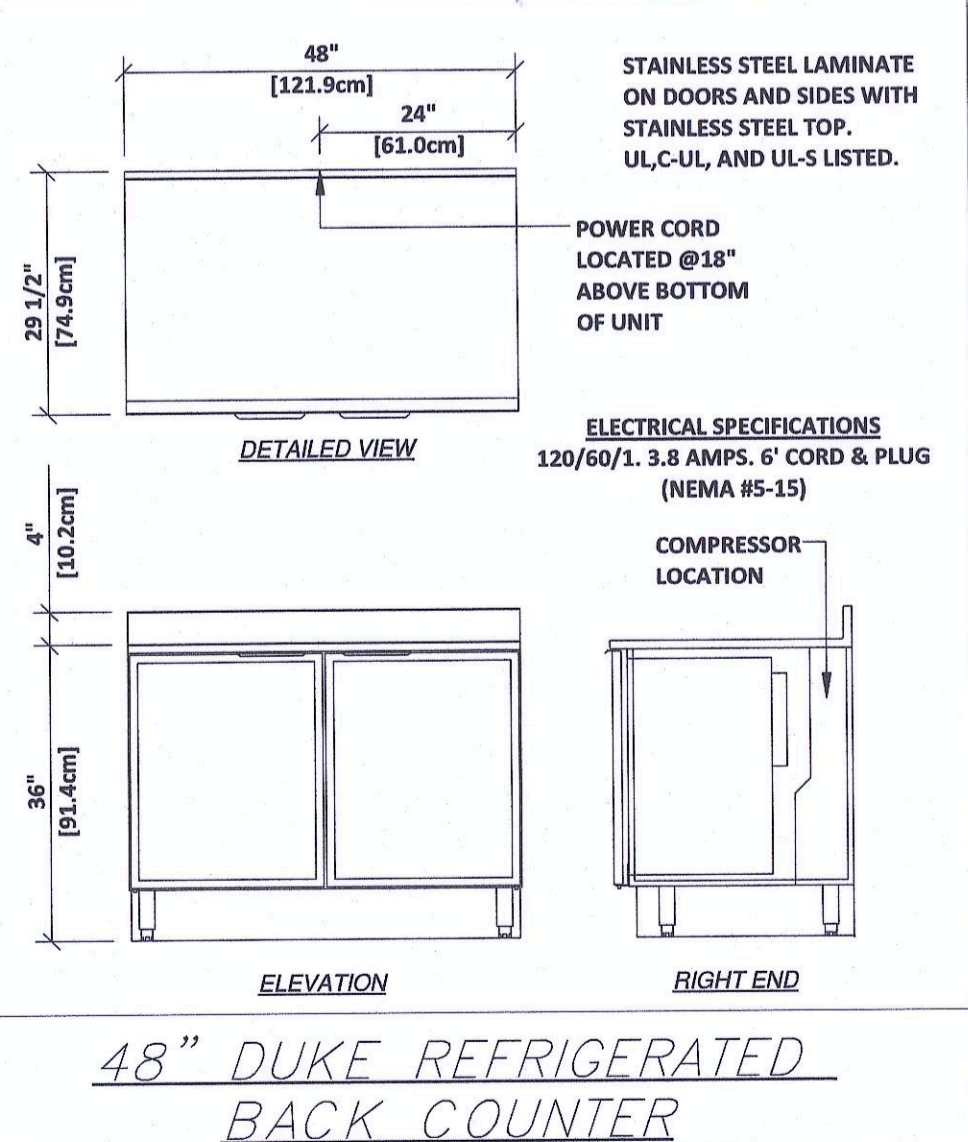 48"
[121.9cm]
24"
[61.0cm]
STAINLESS STEEL LAMINATE
ON DOORS AND SIDES WITH
STAINLESS STEEL TOP.
UL,C-UL, AND UL-S LISTED.
29 1/2"
[74.9cm]
POWER CORD
LOCATED @18"
ABOVE BOTTOM
OF UNIT
DETAILED VIEW
ELECTRICAL SPECIFICATIONS
120/60/1. 3.8 AMPS. 6' CORD & PLUG
(NEMA #5-15)
4"
[10.2cm]
COMPRESSOR
LOCATION
36"
[91.4cm]
ELEVATION
RIGHT END
48” DUKE REFRIGERATED
BACK COUNTER